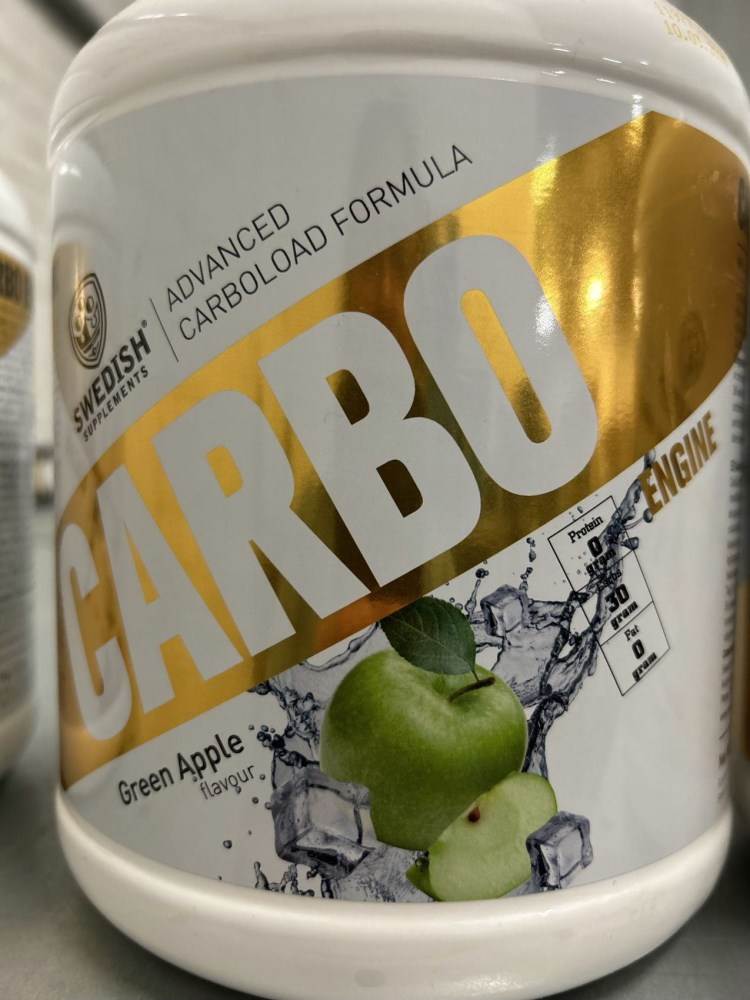 ADVANCED
CARBOLOAD FORMULA
SWEDISH®
SUPPLEMENTS
CARBO
ENGINE
Protein
0
gram
30
gram
Fat
0
gram
Green Apple
flavour